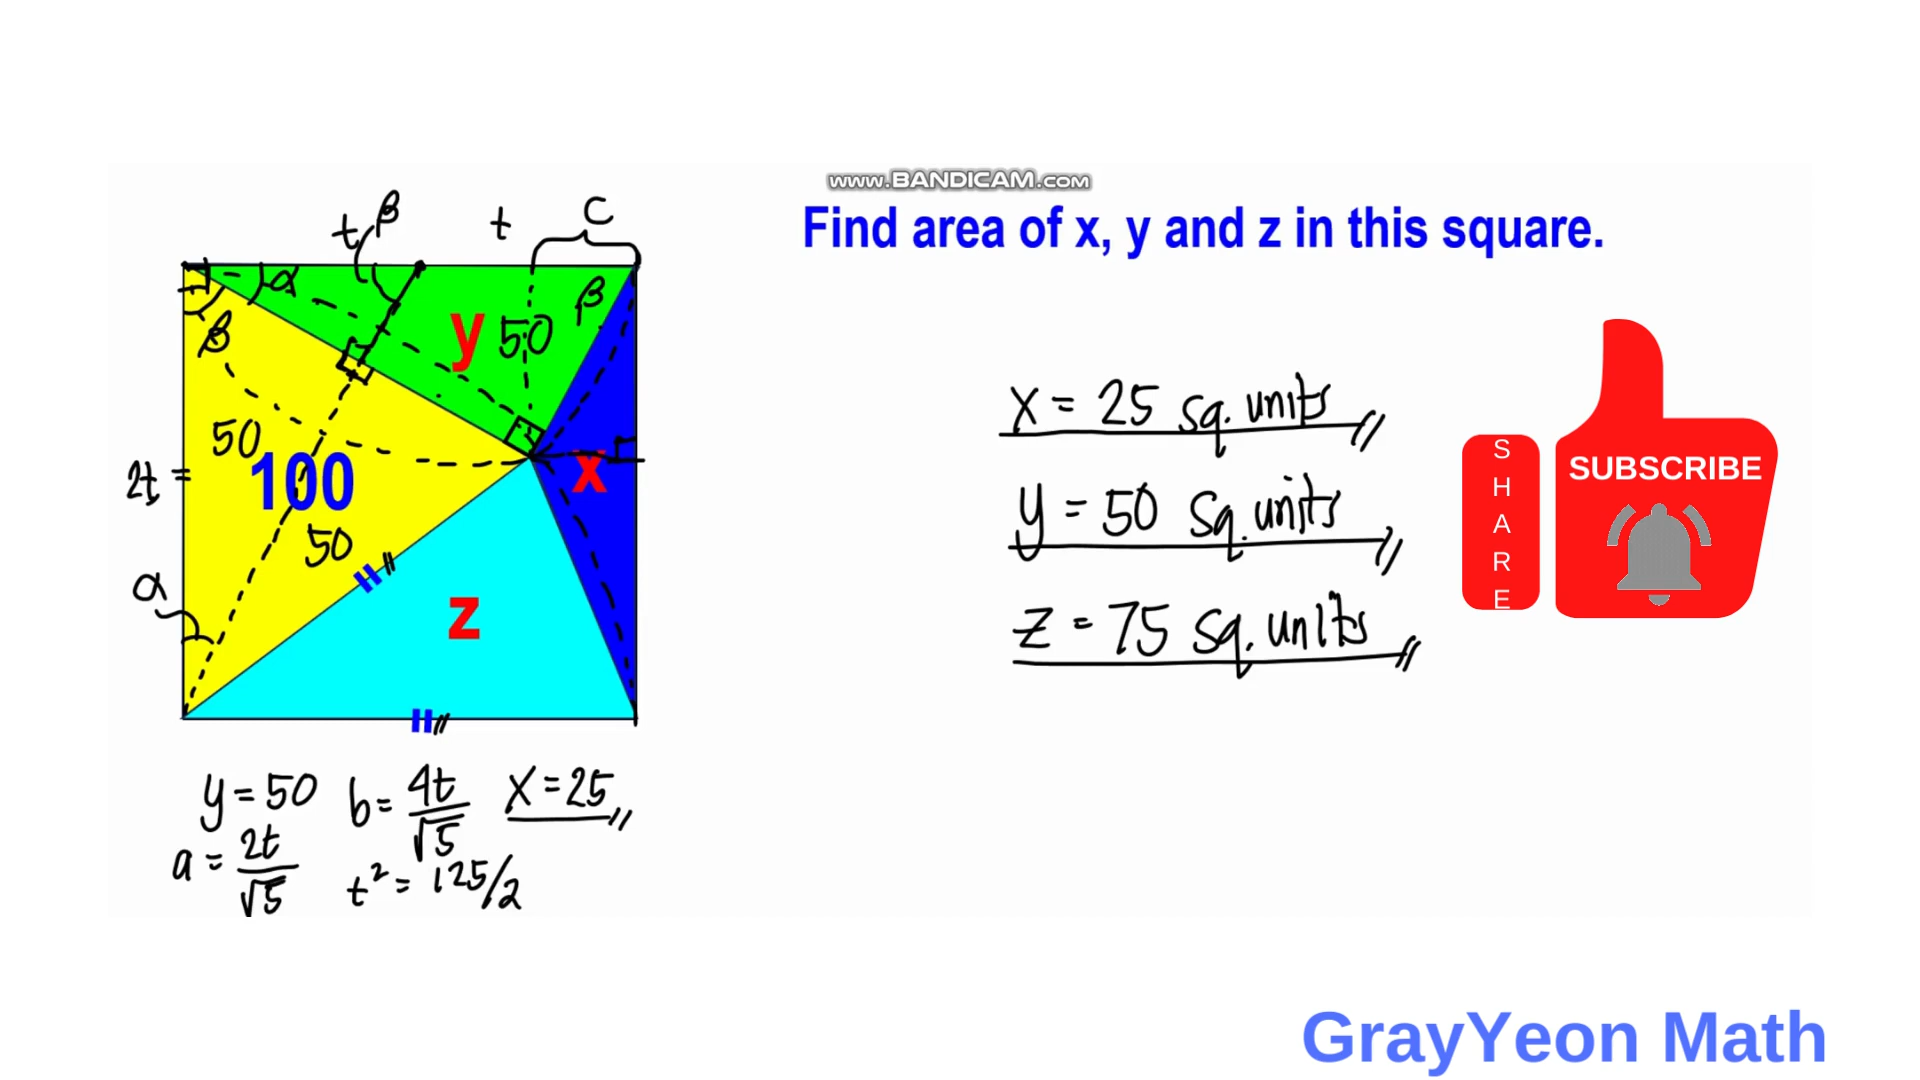 www.BANDICAM.com
Find area of x, y and z in this square.
t β t C
α β
β y 50
50
100
2t x
50
α
z
x = 25 sq. units
y = 50 sq. units
z = 75 sq. units
SHARE
SUBSCRIBE
y = 50 b = 4t/√5 x = 25
a = 2t/√5 t² = 125/2
GrayYeon Math